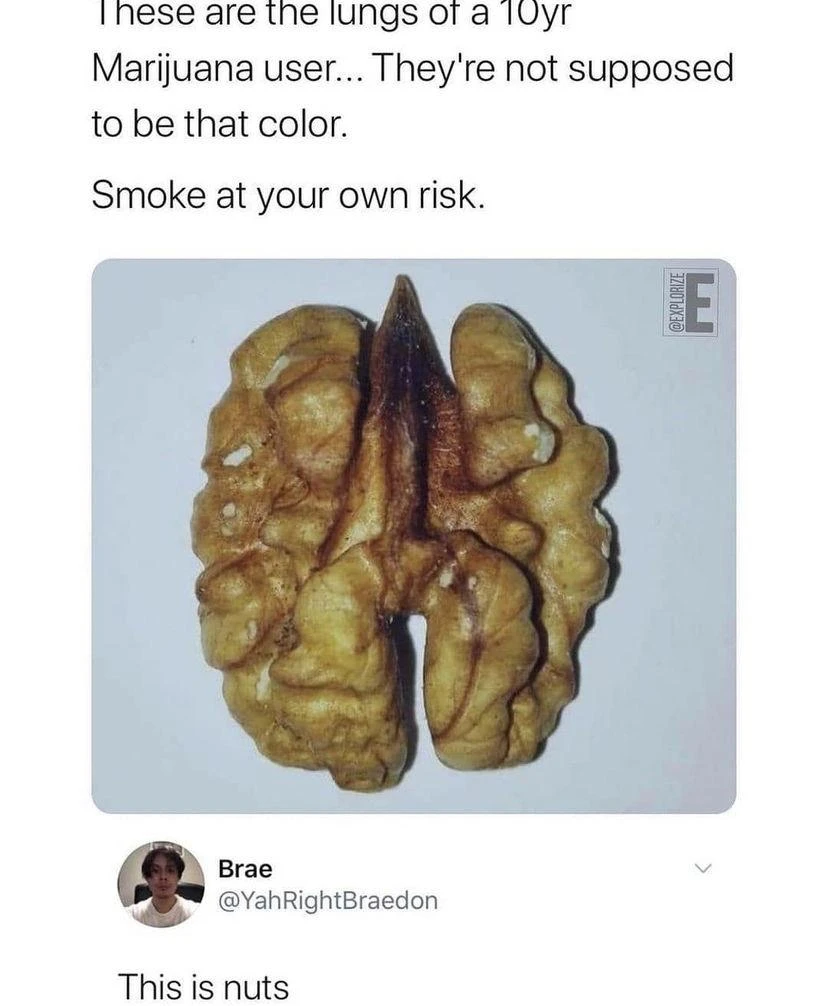 These are the lungs of a 10yr
Marijuana user... They're not supposed
to be that color.
Smoke at your own risk.
@EXPLORIZE
E
Brae
@YahRightBraedon
This is nuts